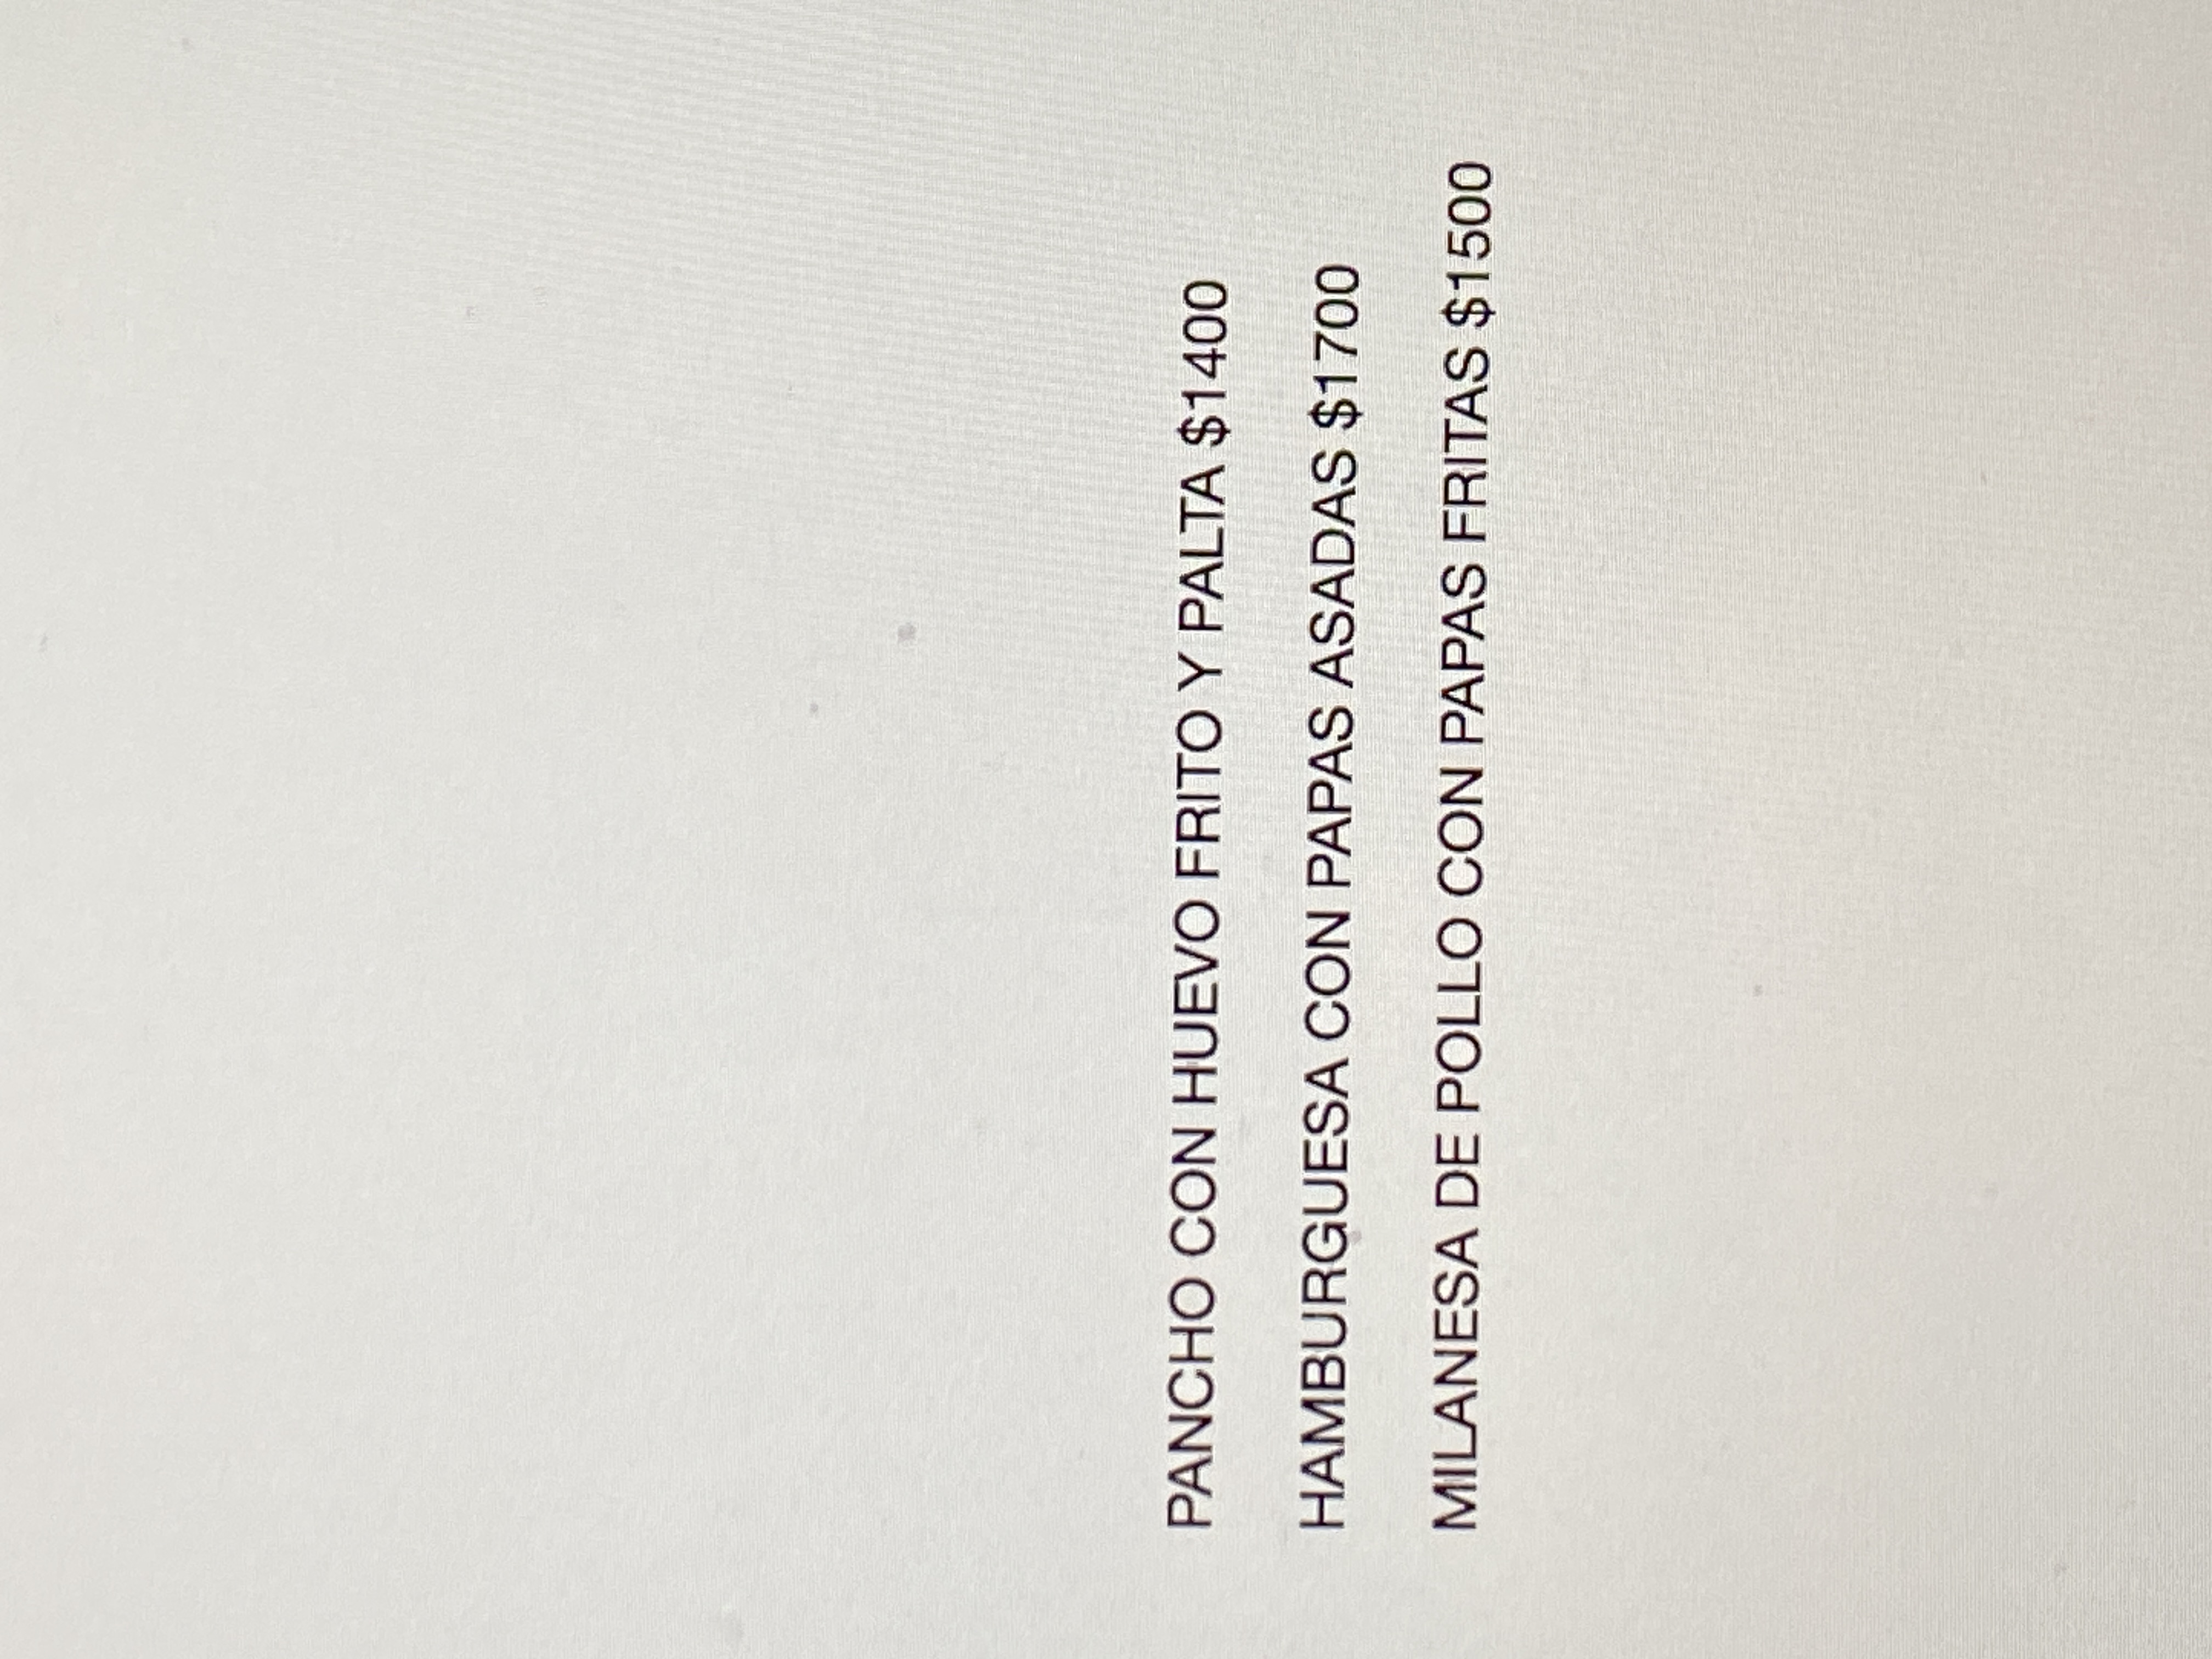 PANCHO CON HUEVO FRITO Y PALTA $1400
HAMBURGUESA CON PAPAS ASADAS $1700
MILANESA DE POLLO CON PAPAS FRITAS $1500